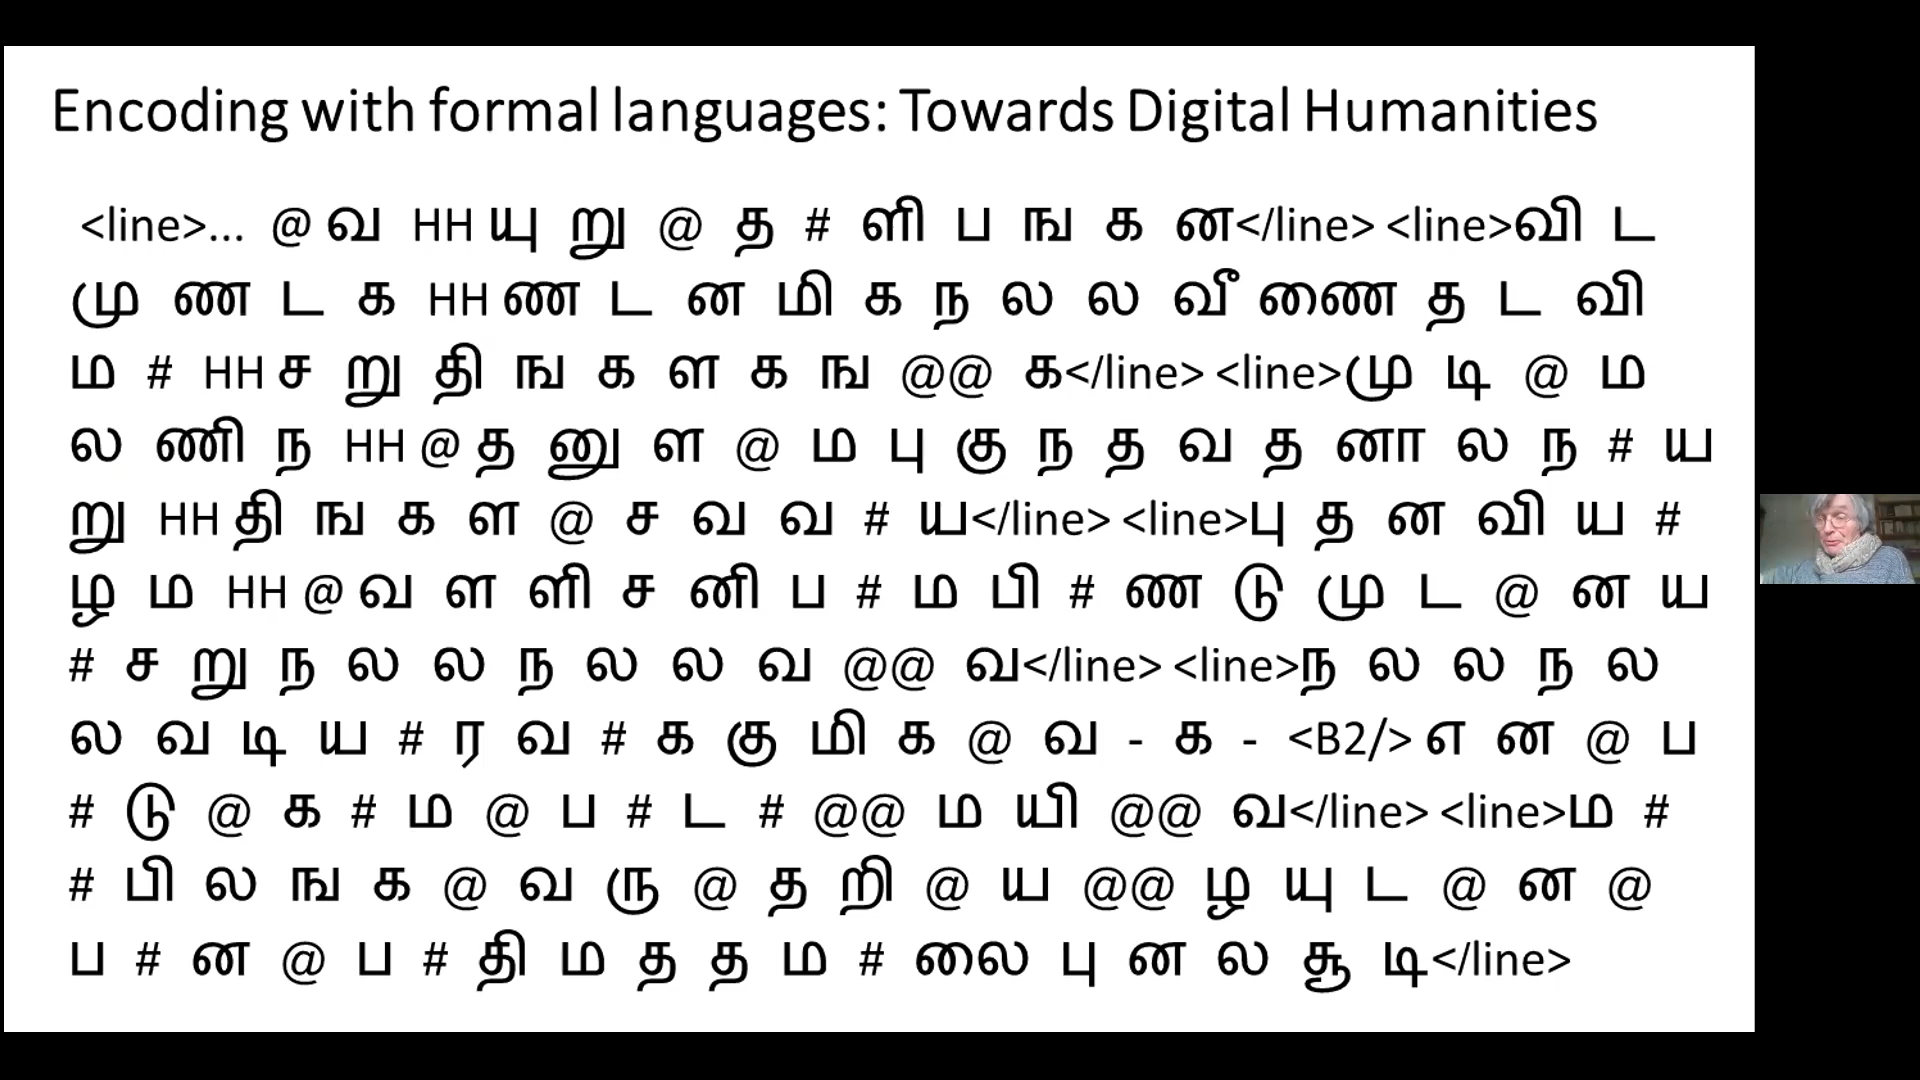 Encoding with formal languages: Towards Digital Humanities
<line>... @ வ HH யு று @ த # ளி ப ங க ன</line> <line>வி ட
மு ண ட க HH ண ட ன மி க ந ல ல வீ ணை த ட வி
ம # HH ச று தி ங க ள க ங @@ க</line> <line>மு டி @ ம
ல ணி ந HH @ த னு ள @ ம பு கு ந த வ த னா ல ந # ய
று HH தி ங க ள @ ச வ வ # ய</line> <line>பு த ன வி ய #
ழ ம HH @ வ ள ளி ச னி ப # ம பி # ண டு மு ட @ ன ய
# ச று ந ல ல ந ல ல வ @@ வ</line> <line>ந ல ல ந ல
ல வ டி ய # ர வ # க கு மி க @ வ - க - <B2/> எ ன @ ப
# டு @ க # ம @ ப # ட # @@ ம யி @@ வ</line> <line>ம #
# பி ல ங க @ வ ரு @ த றி @ ய @@ ழ யு ட @ ன @
ப # ன @ ப # தி ம த த ம # லை பு ன ல சூ டி</line>